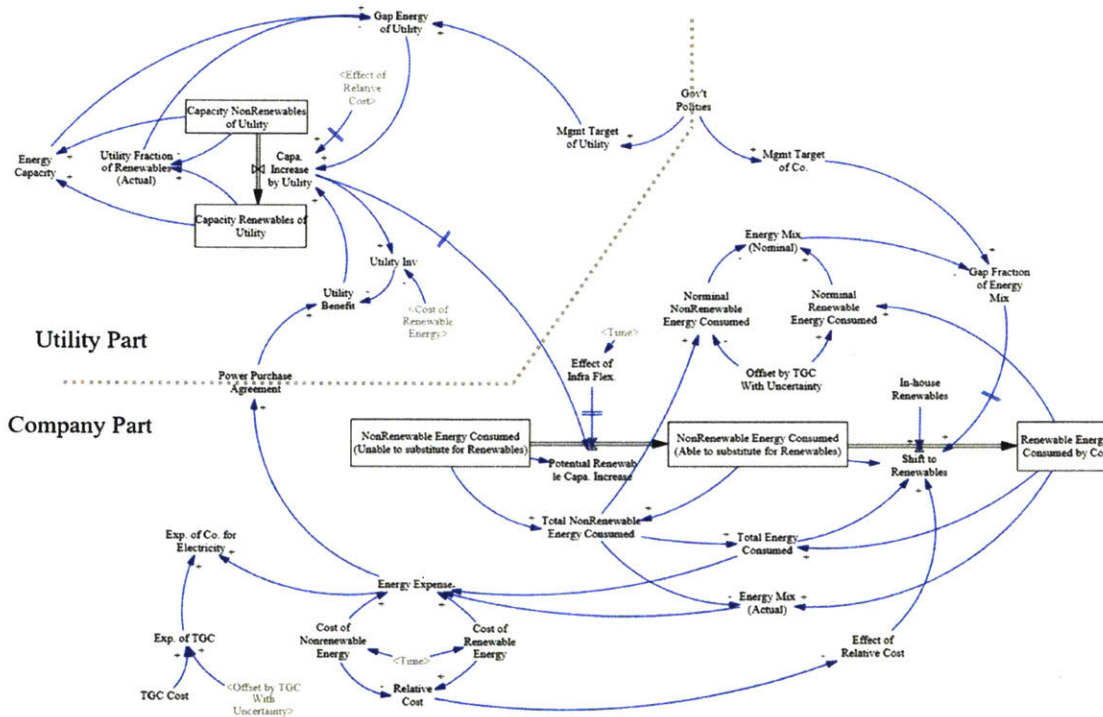 Gap Energy
of Utility
<Effect of
Relative
Cost>
Gov't
Polities
Capacity NonRenewables
of Utility
Mgmt Target
of Utility
Energy
Capacity
Utility Fraction
of Renewables
(Actual)
Capa.
Increase
by Utility
Mgmt Target
of Co.
Capacity Renewables of
Utility
Energy Mix
(Nominal)
Utility Inv
Gap Fraction
of Energy
Mix
Utility
Benefit
<Cost of
Renewable
Energy>
Norminal
NonRenewable
Energy Consumed
Norminal
Renewable
Energy Consumed
Utility Part
<Time>
Effect of
Infra Flex.
Offset by TGC
With Uncertainty
Power Purchase
Agreement
In-house
Renewables
Company Part
NonRenewable Energy Consumed
(Unable to substitute for Renewables)
NonRenewable Energy Consumed
(Able to substitute for Renewables)
Renewable Energ
Consumed by Co
Potential Renewab
le Capa. Increase
Shift to
Renewables
Total NonRenewable
Energy Consumed
Total Energy
Consumed
Exp. of Co. for
Electricity
Energy Expense
Energy Mix
(Actual)
Cost of
Nonrenewable
Energy
Cost of
Renewable
Energy
Exp. of TGC
<Time>
Effect of
Relative Cost
TGC Cost
<Offset by TGC
With
Uncertainty>
Relative
Cost